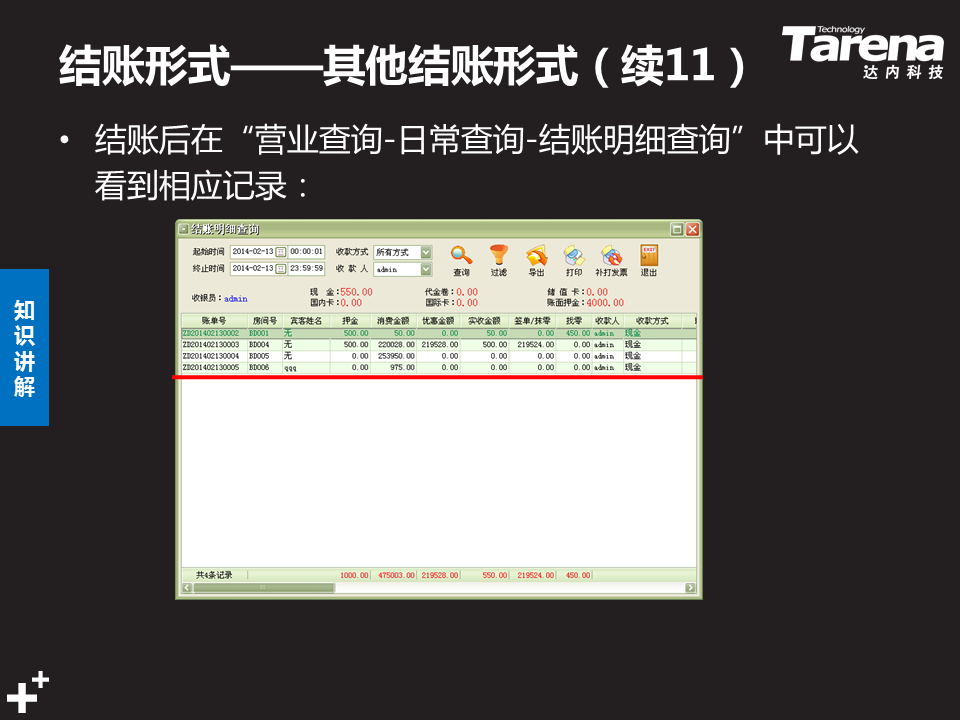 结账形式——其他结账形式（续11）
Technology
Tarena
达内科技
• 结账后在“营业查询-日常查询-结账明细查询”中可以
看到相应记录：
知识讲解
结账明细查询
起始时间 2014-02-13 00:00:01 收款方式 所有方式
终止时间 2014-02-13 23:59:59 收 款 人 admin
查询 过滤 导出 打印 补打发票 退出
收银员：admin
现 金：550.00 代金卷：0.00 储 值 卡：0.00
国内卡：0.00 国际卡：0.00 账面押金：4000.00
账单号 房间号 宾客姓名 押金 消费金额 优惠金额 实收金额 签单/抹零 找零 收款人 收款方式
ZD201402130002 BD001 无 500.00 50.00 0.00 50.00 0.00 450.00 admin 现金
ZD201402130003 BD004 无 500.00 220028.00 219528.00 500.00 219524.00 0.00 admin 现金
ZD201402130004 BD005 无 0.00 253950.00 0.00 0.00 0.00 0.00 admin 现金
ZD201402130005 BD006 qqq 0.00 975.00 0.00 0.00 0.00 0.00 admin 现金
共4条记录 1000.00 475003.00 219528.00 550.00 219524.00 450.00